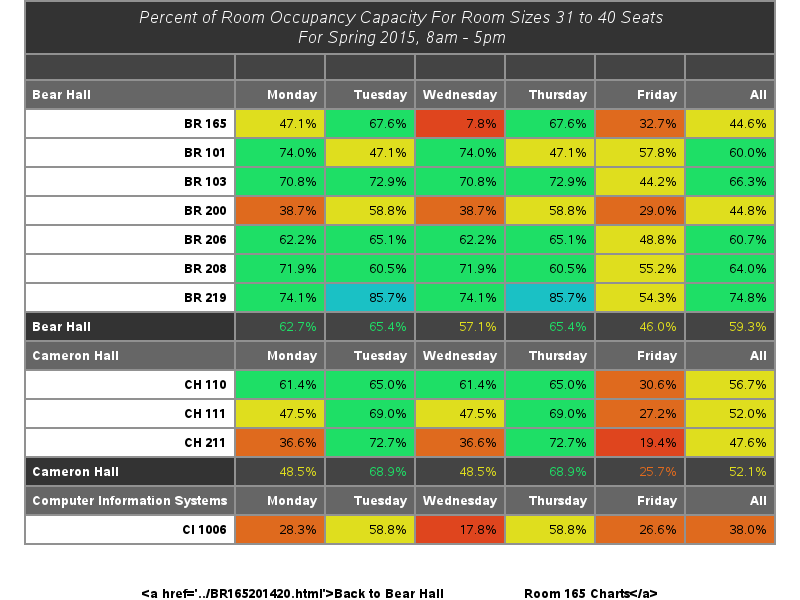 Percent of Room Occupancy Capacity For Room Sizes 31 to 40 Seats
For Spring 2015, 8am - 5pm
Bear Hall Monday Tuesday Wednesday Thursday Friday All
BR 165 47.1% 67.6% 7.8% 67.6% 32.7% 44.6%
BR 101 74.0% 47.1% 74.0% 47.1% 57.8% 60.0%
BR 103 70.8% 72.9% 70.8% 72.9% 44.2% 66.3%
BR 200 38.7% 58.8% 38.7% 58.8% 29.0% 44.8%
BR 206 62.2% 65.1% 62.2% 65.1% 48.8% 60.7%
BR 208 71.9% 60.5% 71.9% 60.5% 55.2% 64.0%
BR 219 74.1% 85.7% 74.1% 85.7% 54.3% 74.8%
Bear Hall 62.7% 65.4% 57.1% 65.4% 46.0% 59.3%
Cameron Hall Monday Tuesday Wednesday Thursday Friday All
CH 110 61.4% 65.0% 61.4% 65.0% 30.6% 56.7%
CH 111 47.5% 69.0% 47.5% 69.0% 27.2% 52.0%
CH 211 36.6% 72.7% 36.6% 72.7% 19.4% 47.6%
Cameron Hall 48.5% 68.9% 48.5% 68.9% 25.7% 52.1%
Computer Information Systems Monday Tuesday Wednesday Thursday Friday All
CI 1006 28.3% 58.8% 17.8% 58.8% 26.6% 38.0%
<a href='../BR165201420.html'>Back to Bear Hall Room 165 Charts</a>